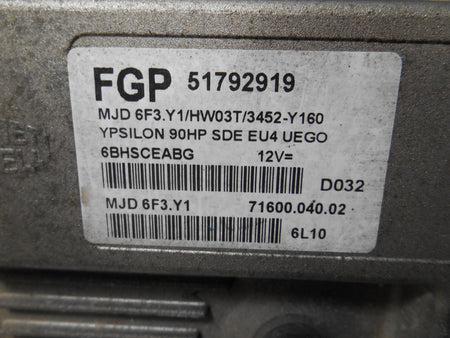 FGP 51792919
MJD 6F3.Y1/HW03T/3452-Y160
YPSILON 90HP SDE EU4 UEGO
6BHSCEABG 12V=
D032
MJD 6F3.Y1 71600.040.02
6L10